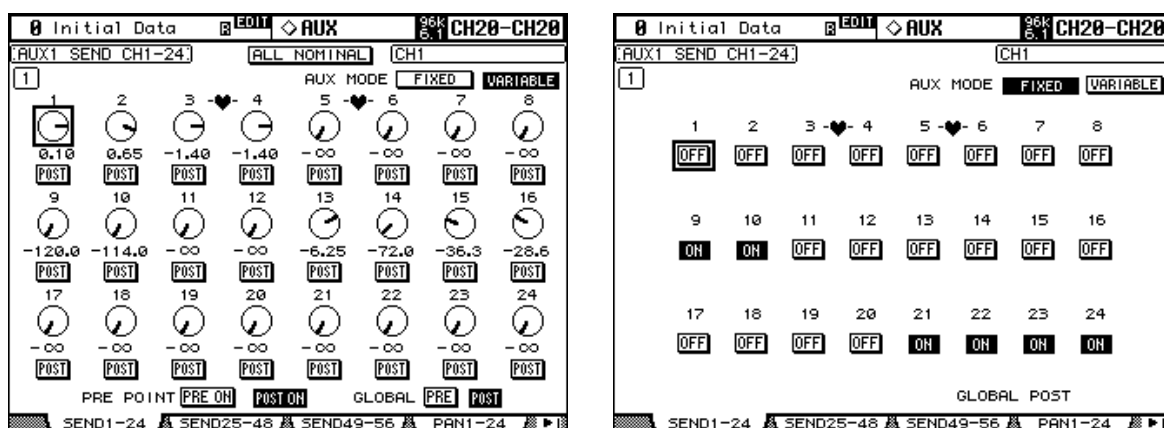 0 Initial Data R EDIT ◇AUX 96k 6.1 CH20-CH20
AUX1 SEND CH1-24 ALL NOMINAL CH1
1 AUX MODE FIXED VARIABLE
1 2 3 -♥- 4 5 -♥- 6 7 8
0.10 0.65 -1.40 -1.40 -∞ -∞ -∞ -∞
POST POST POST POST POST POST POST POST
9 10 11 12 13 14 15 16
-120.0 -114.0 -∞ -∞ -6.25 -72.0 -36.3 -28.6
POST POST POST POST POST POST POST POST
17 18 19 20 21 22 23 24
-∞ -∞ -∞ -∞ -∞ -∞ -∞ -∞
POST POST POST POST POST POST POST POST
PRE POINT PRE ON POST ON GLOBAL PRE POST
SEND1-24 SEND25-48 SEND49-56 PAN1-24
0 Initial Data R EDIT ◇AUX 96k 6.1 CH20-CH20
AUX1 SEND CH1-24 CH1
1 AUX MODE FIXED VARIABLE
1 2 3 -♥- 4 5 -♥- 6 7 8
OFF OFF OFF OFF OFF OFF OFF OFF
9 10 11 12 13 14 15 16
ON ON OFF OFF OFF OFF OFF OFF
17 18 19 20 21 22 23 24
OFF OFF OFF OFF ON ON ON ON
GLOBAL POST
SEND1-24 SEND25-48 SEND49-56 PAN1-24